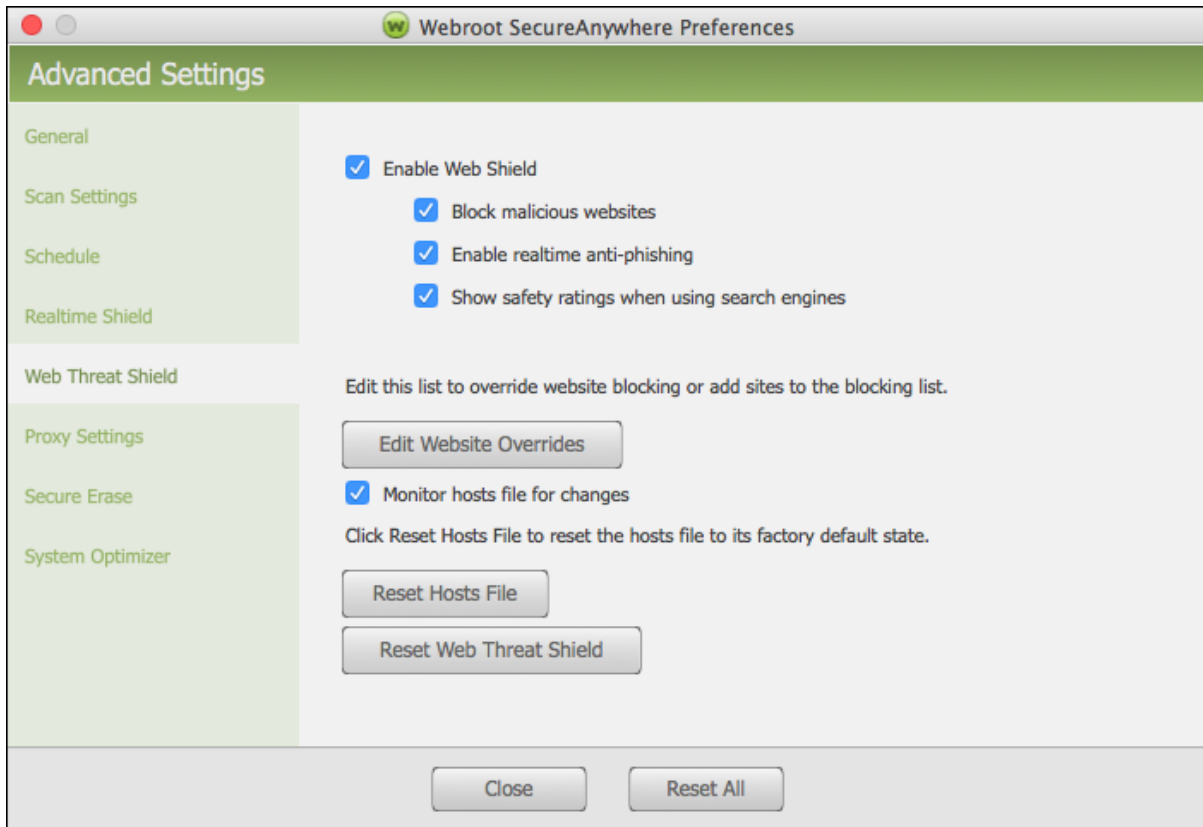 Webroot SecureAnywhere Preferences
Advanced Settings
General
Scan Settings
Schedule
Realtime Shield
Web Threat Shield
Proxy Settings
Secure Erase
System Optimizer
Enable Web Shield
Block malicious websites
Enable realtime anti-phishing
Show safety ratings when using search engines
Edit this list to override website blocking or add sites to the blocking list.
Edit Website Overrides
Monitor hosts file for changes
Click Reset Hosts File to reset the hosts file to its factory default state.
Reset Hosts File
Reset Web Threat Shield
Close
Reset All